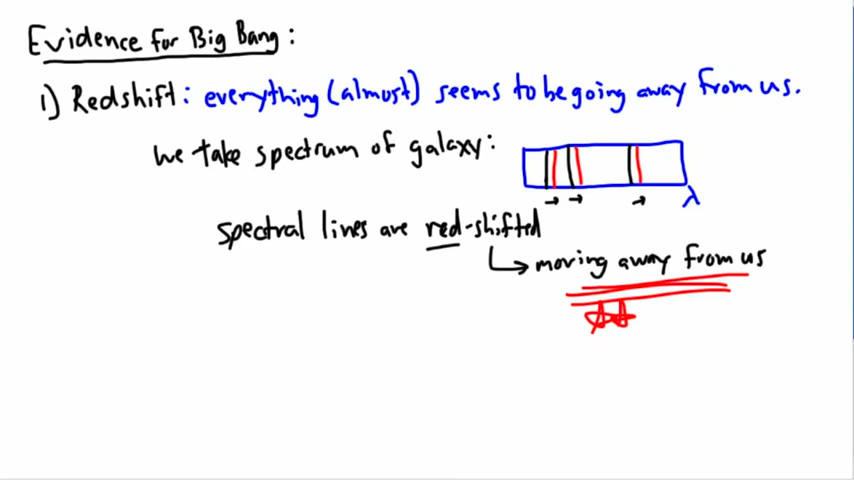 Evidence for Big Bang:
1) Redshift: everything (almost) seems to be going away from us.
We take spectrum of galaxy:
λ
spectral lines are red-shifted
moving away from us